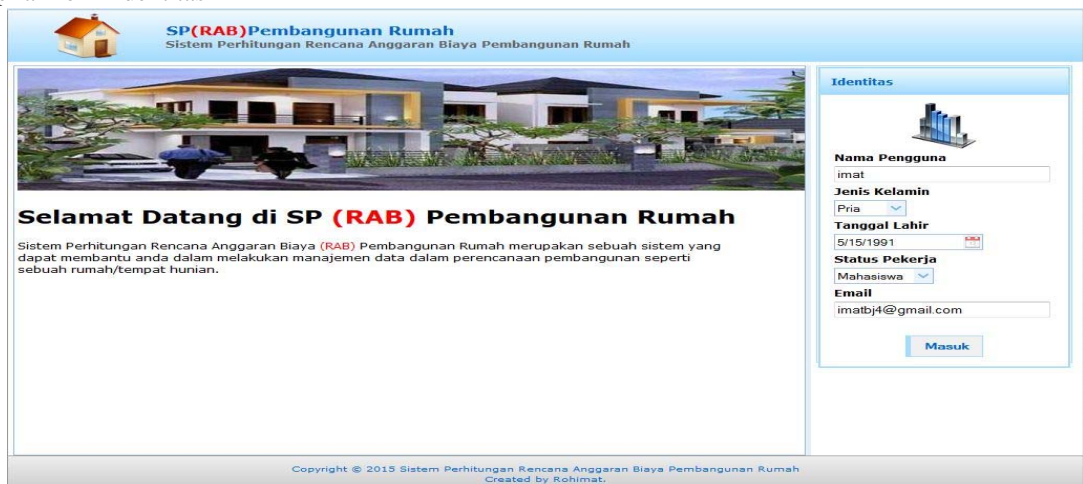 SP(RAB)Pembangunan Rumah
Sistem Perhitungan Rencana Anggaran Biaya Pembangunan Rumah
Selamat Datang di SP (RAB) Pembangunan Rumah
Sistem Perhitungan Rencana Anggaran Biaya (RAB) Pembangunan Rumah merupakan sebuah sistem yang
dapat membantu anda dalam melakukan manajemen data dalam perencanaan pembangunan seperti
sebuah rumah/tempat hunian.
Identitas
Nama Pengguna
imat
Jenis Kelamin
Pria
Tanggal Lahir
5/15/1991
Status Pekerja
Mahasiswa
Email
imatbj4@gmail.com
Masuk
Copyright © 2015 Sistem Perhitungan Rencana Anggaran Biaya Pembangunan Rumah
Created by Rohimat.